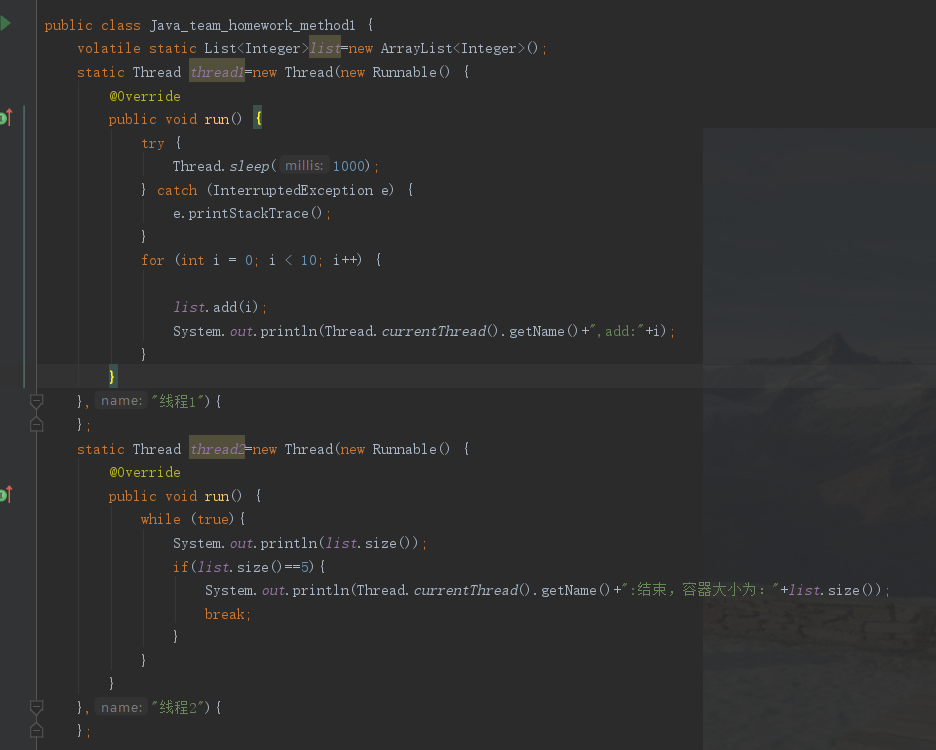 public class Java_team_homework_method1 {
volatile static List<Integer>list=new ArrayList<Integer>();
static Thread thread1=new Thread(new Runnable() {
@Override
public void run() {
try {
Thread.sleep( millis: 1000);
} catch (InterruptedException e) {
e.printStackTrace();
}
for (int i = 0; i < 10; i++) {
list.add(i);
System.out.println(Thread.currentThread().getName()+",add:"+i);
}
}
}, name: "线程1"){
};
static Thread thread2=new Thread(new Runnable() {
@Override
public void run() {
while (true){
System.out.println(list.size());
if(list.size()==5){
System.out.println(Thread.currentThread().getName()+":结束，容器大小为："+list.size());
break;
}
}
}
}, name: "线程2"){
};